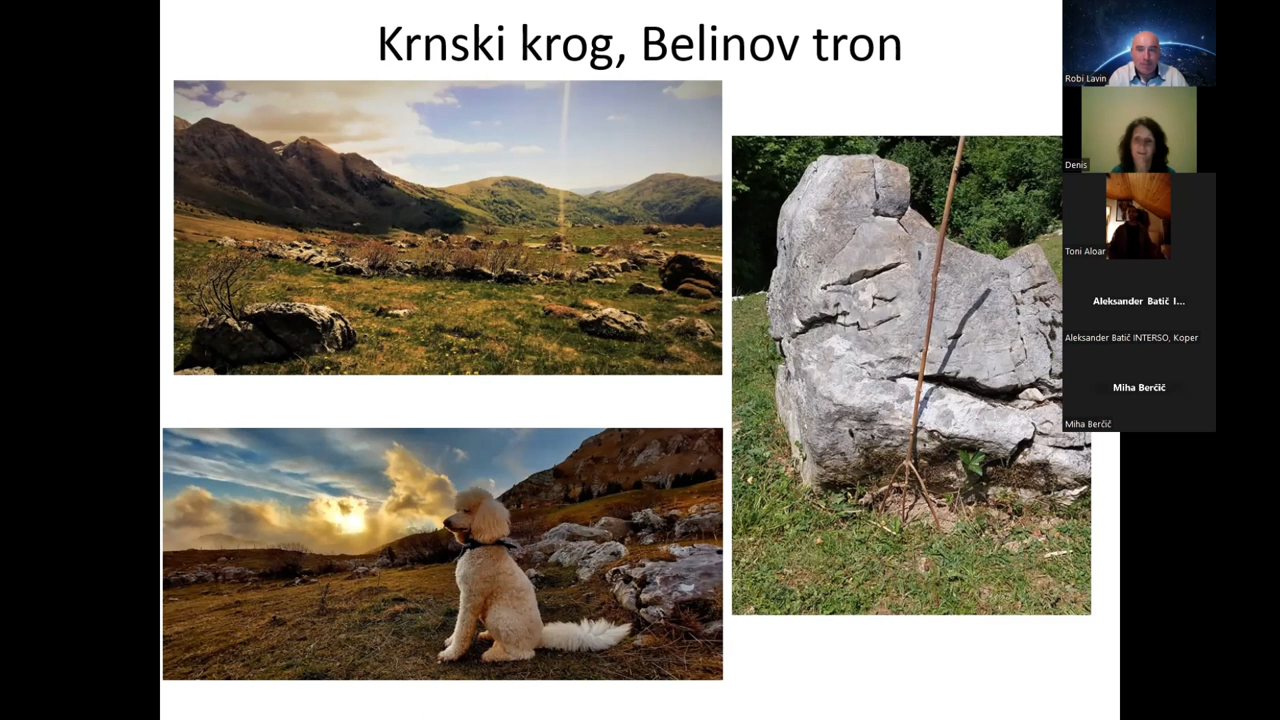 Krnski krog, Belinov tron
Robi Lavin
Denis
Toni Aloar
Aleksander Batič I...
Aleksander Batič INTERSO, Koper
Miha Berčič
Miha Berčič